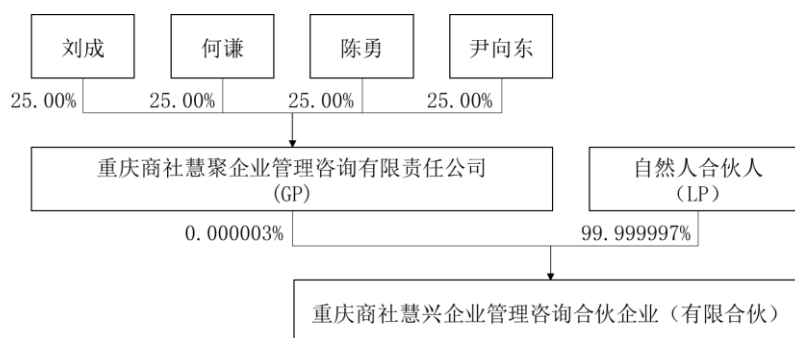 刘成
何谦
陈勇
尹向东
25.00%
25.00%
25.00%
25.00%
重庆商社慧聚企业管理咨询有限责任公司
(GP)
自然人合伙人
（LP）
0.000003%
99.999997%
重庆商社慧兴企业管理咨询合伙企业（有限合伙）